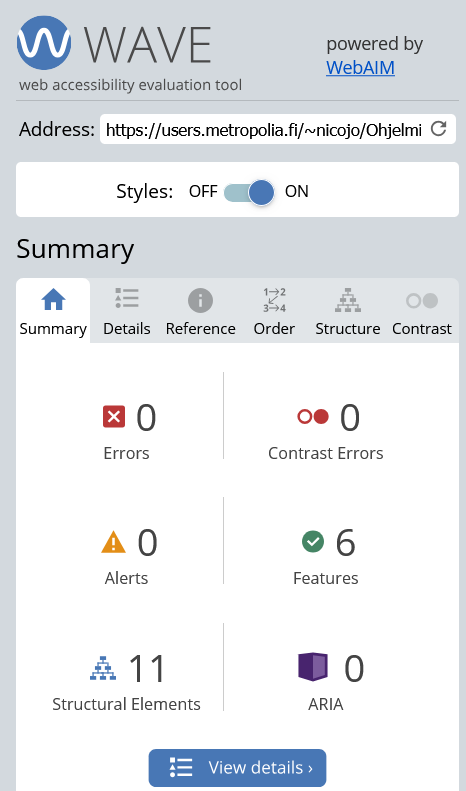 WAVE
web accessibility evaluation tool
powered by
WebAIM
Address: https://users.metropolia.fi/~nicojo/Ohjelmi
Styles: OFF ON
Summary
1 2
3 4
Summary Details Reference Order Structure Contrast
0 0
Errors Contrast Errors
0 6
Alerts Features
11 0
Structural Elements ARIA
View details ›